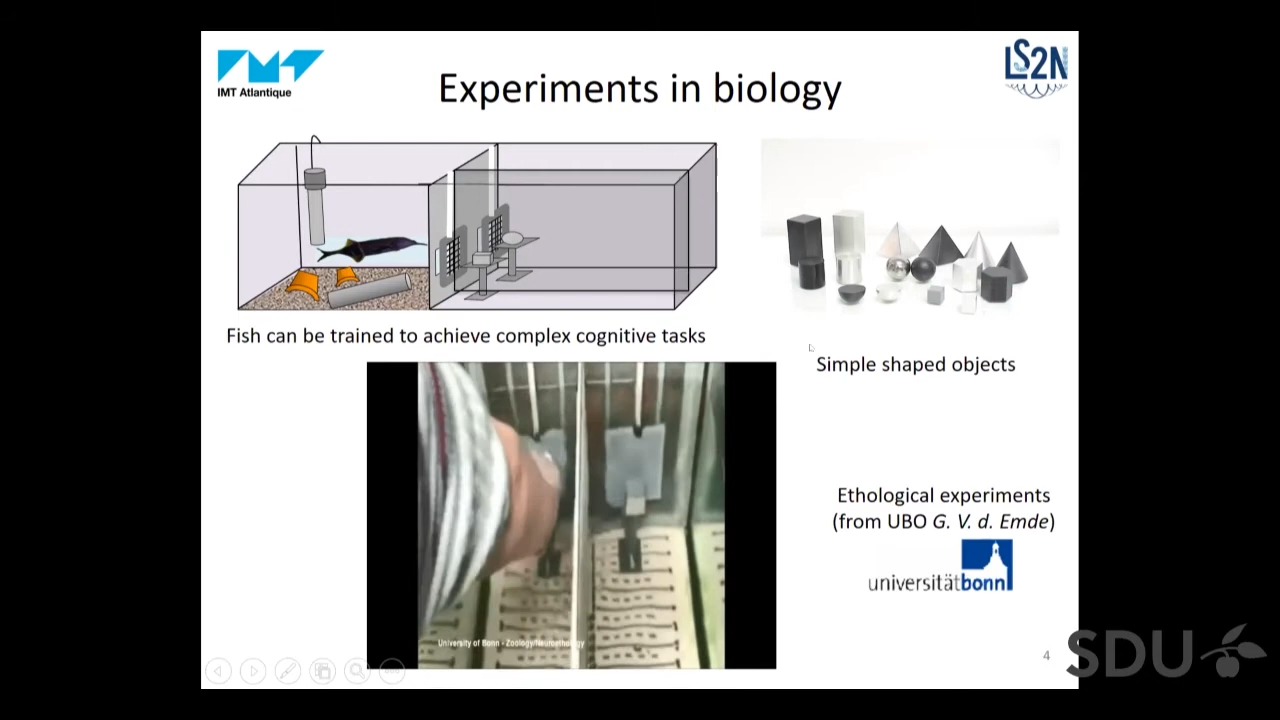 IMT Atlantique
LS2N
Experiments in biology
Fish can be trained to achieve complex cognitive tasks
Simple shaped objects
Ethological experiments
(from UBO G. V. d. Emde)
universitätbonn
University of Bonn - Zoology/Neuroethology
4
SDU